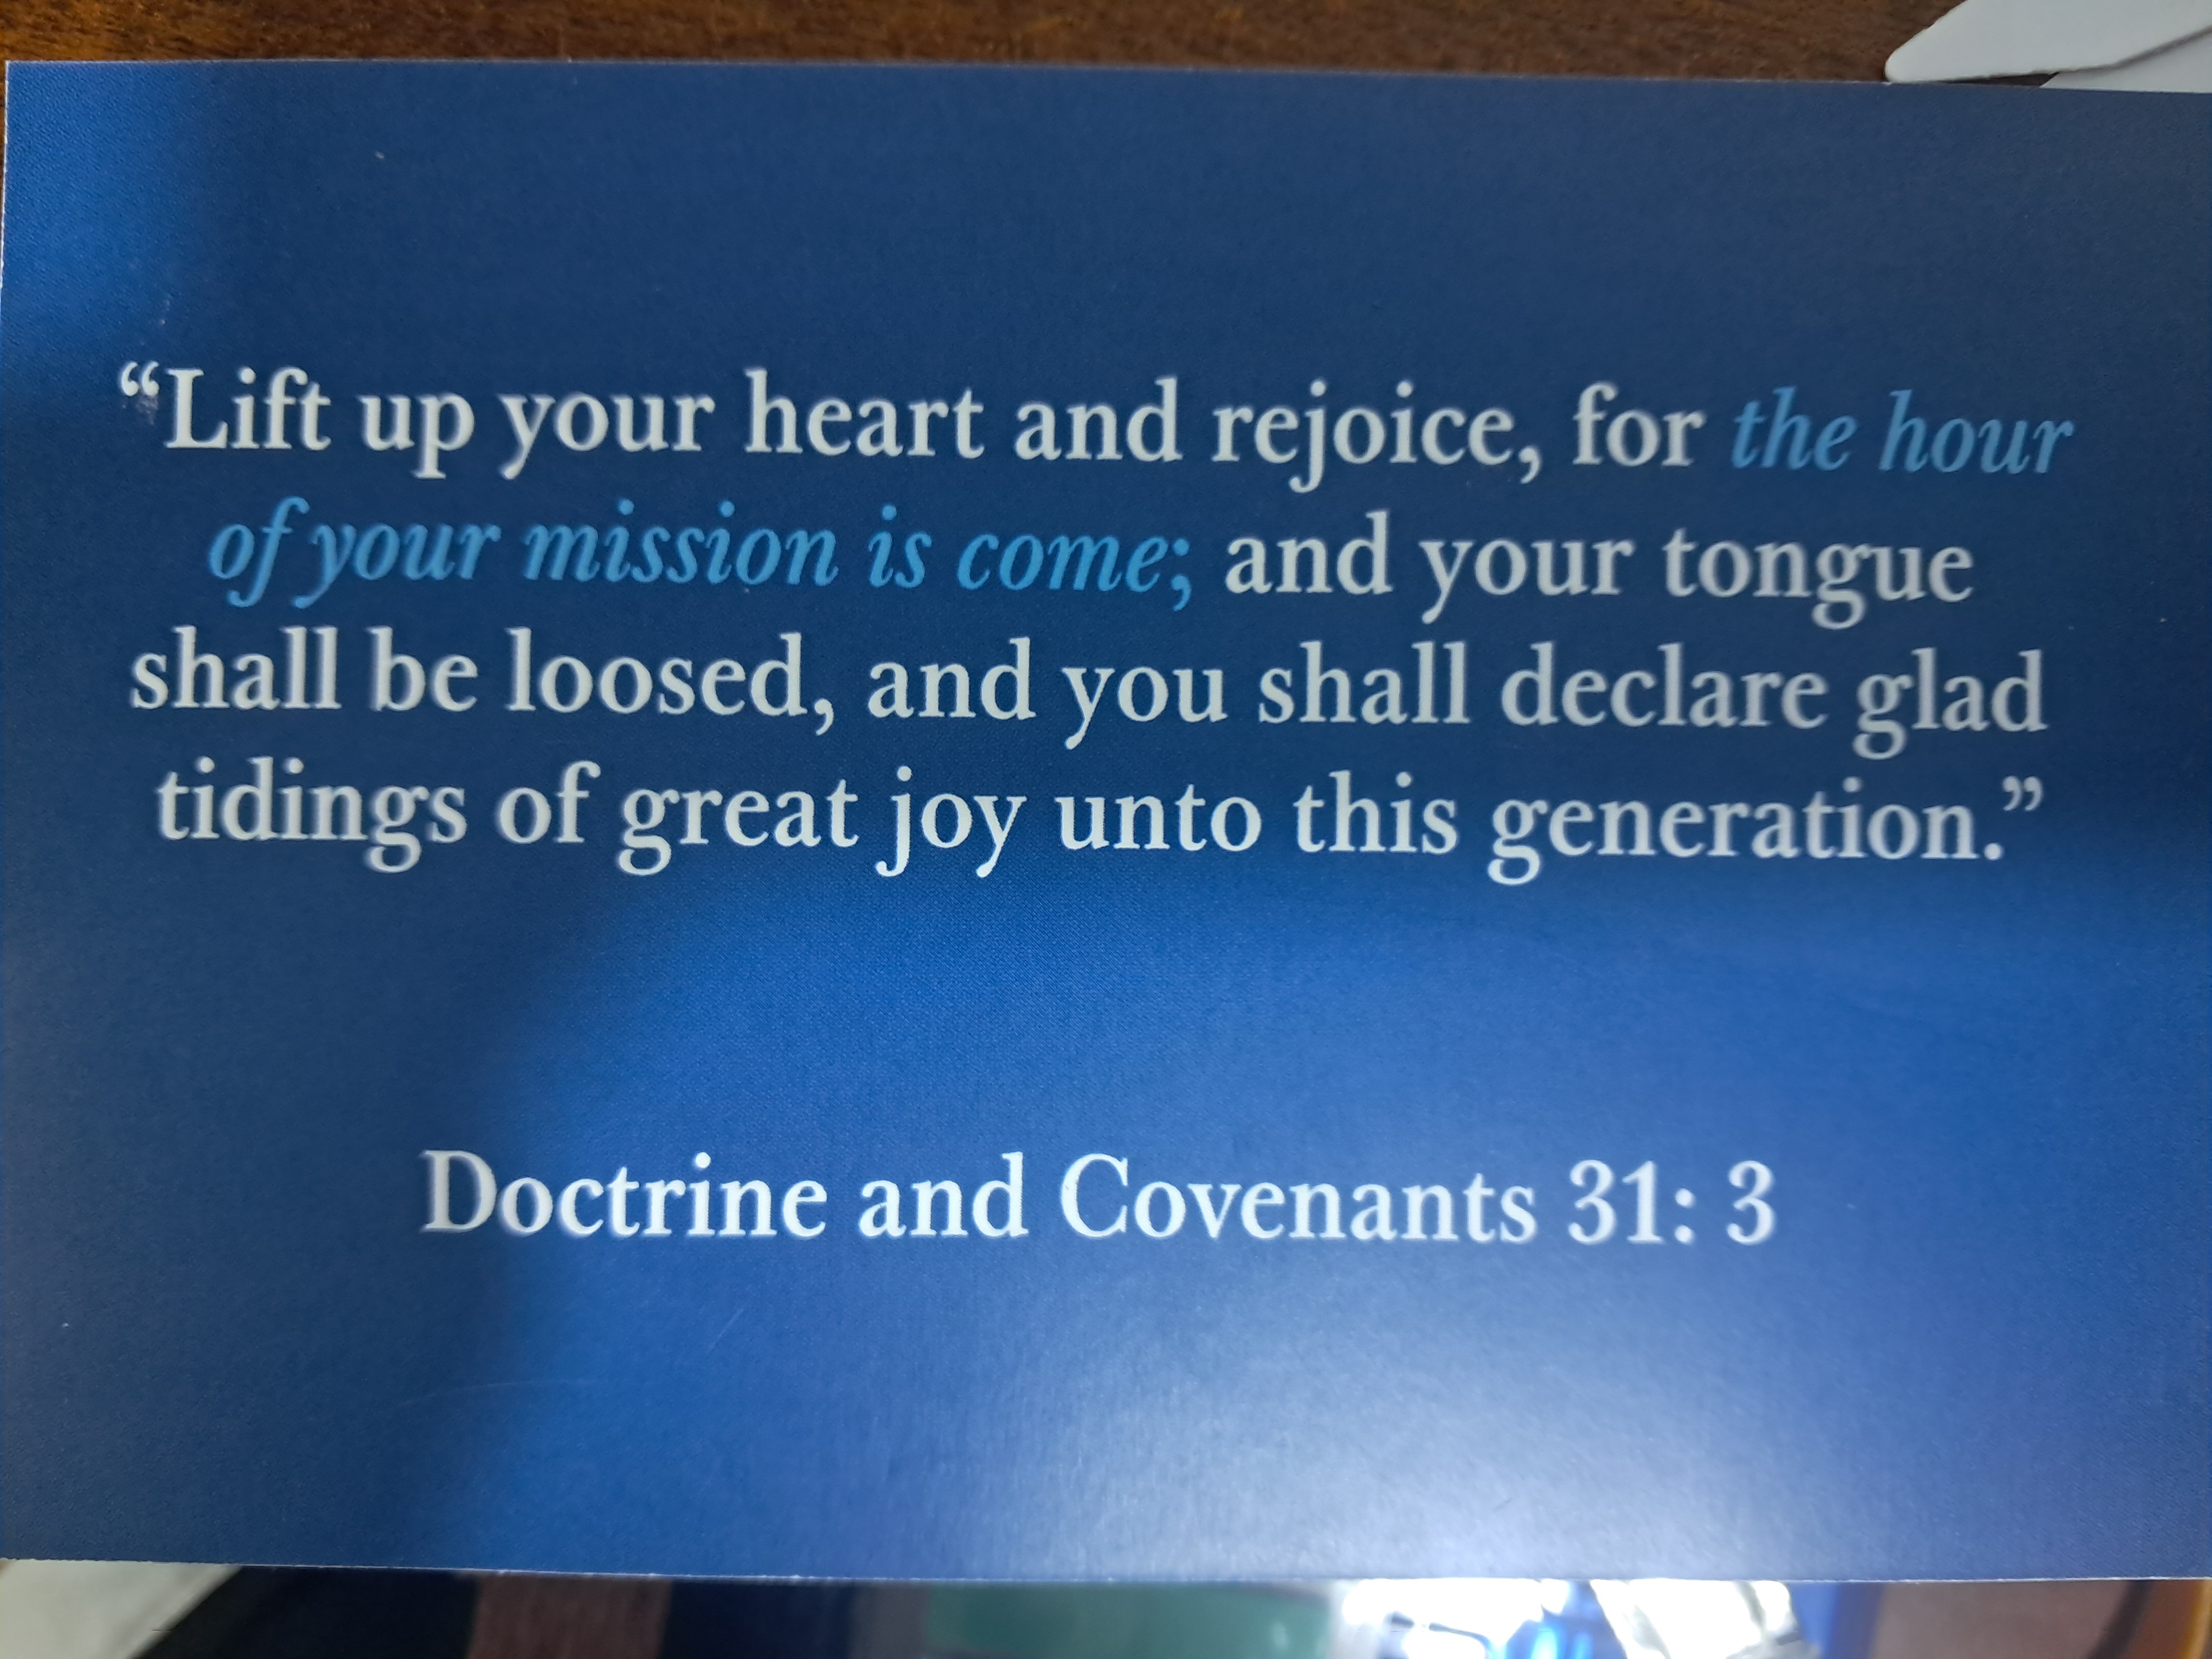 “Lift up your heart and rejoice, for the hour
of your mission is come; and your tongue
shall be loosed, and you shall declare glad
tidings of great joy unto this generation.”
Doctrine and Covenants 31: 3